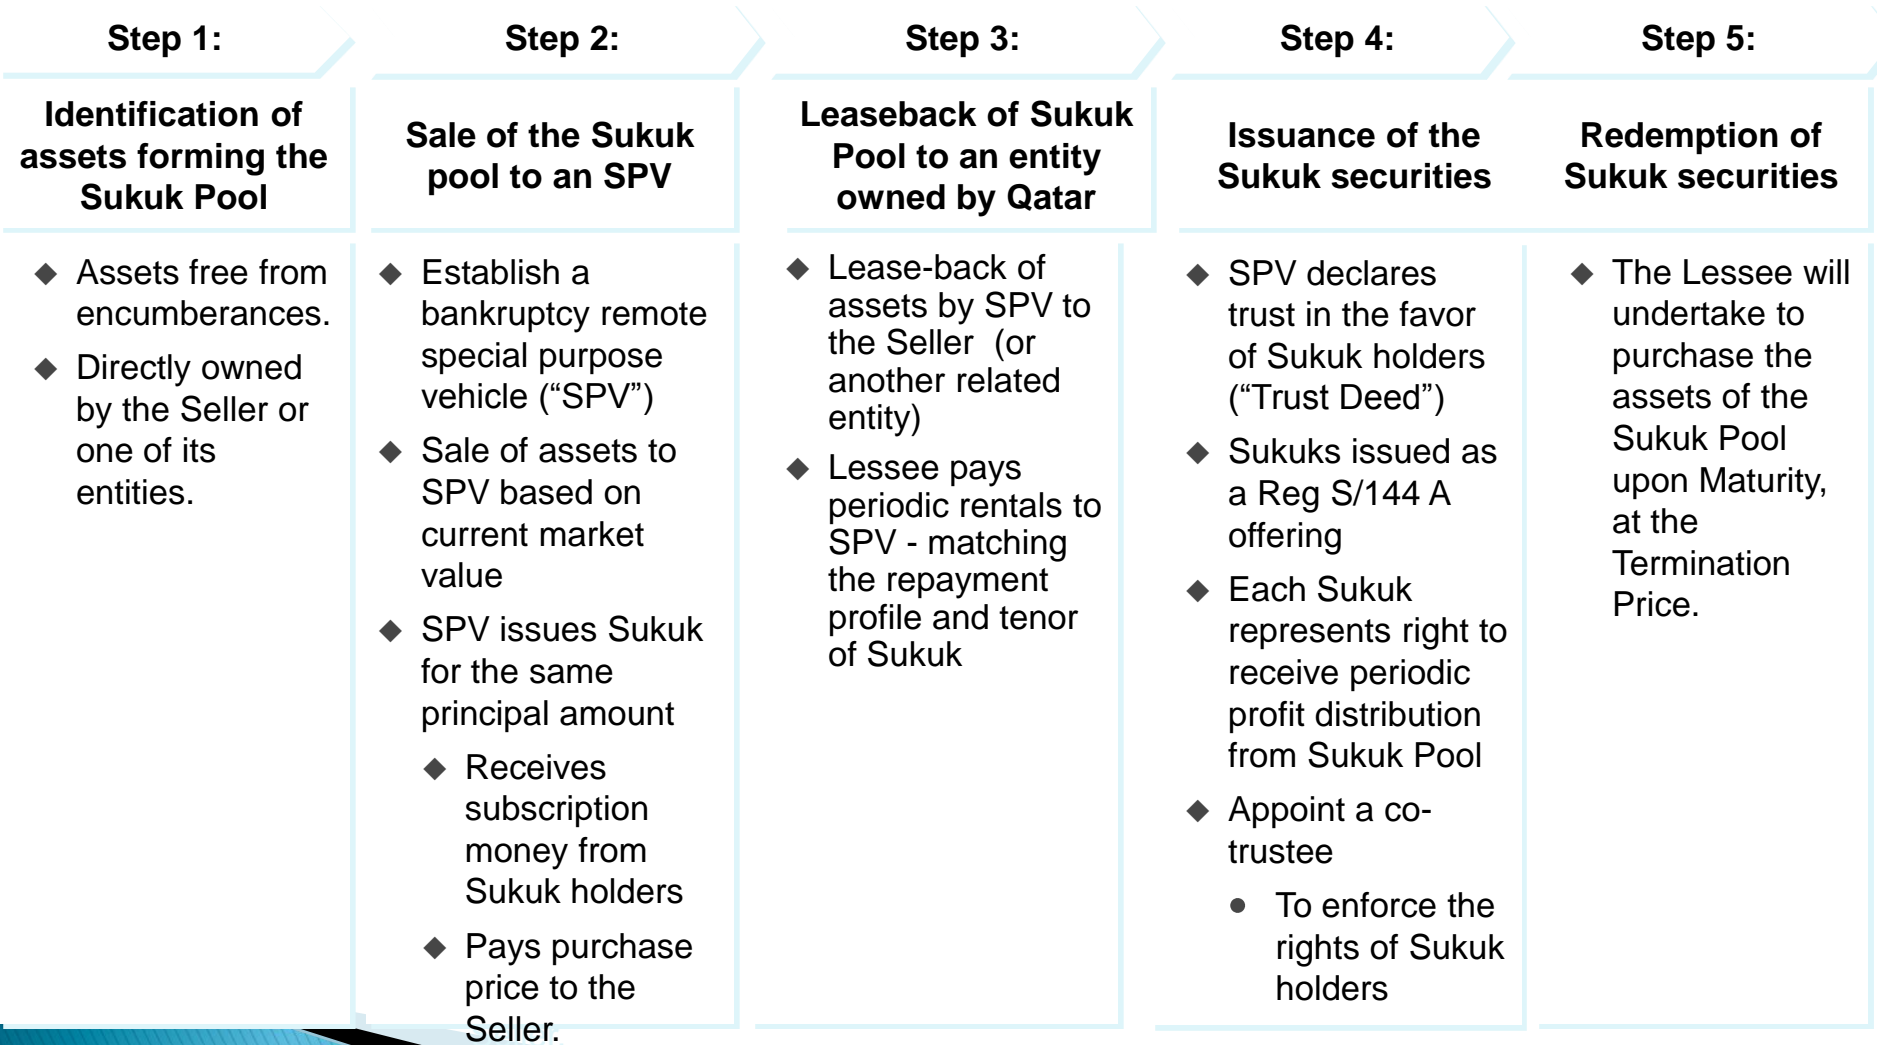 Step 1:
Identification of
assets forming the
Sukuk Pool
◆ Assets free from
encumberances.
◆ Directly owned
by the Seller or
one of its
entities.
Step 2:
Sale of the Sukuk
pool to an SPV
◆ Establish a
bankruptcy remote
special purpose
vehicle (“SPV”)
◆ Sale of assets to
SPV based on
current market
value
◆ SPV issues Sukuk
for the same
principal amount
◆ Receives
subscription
money from
Sukuk holders
◆ Pays purchase
price to the
Seller.
Step 3:
Leaseback of Sukuk
Pool to an entity
owned by Qatar
◆ Lease-back of
assets by SPV to
the Seller (or
another related
entity)
◆ Lessee pays
periodic rentals to
SPV - matching
the repayment
profile and tenor
of Sukuk
Step 4:
Issuance of the
Sukuk securities
◆ SPV declares
trust in the favor
of Sukuk holders
(“Trust Deed”)
◆ Sukuks issued as
a Reg S/144 A
offering
◆ Each Sukuk
represents right to
receive periodic
profit distribution
from Sukuk Pool
◆ Appoint a co-
trustee
● To enforce the
rights of Sukuk
holders
Step 5:
Redemption of
Sukuk securities
◆ The Lessee will
undertake to
purchase the
assets of the
Sukuk Pool
upon Maturity,
at the
Termination
Price.